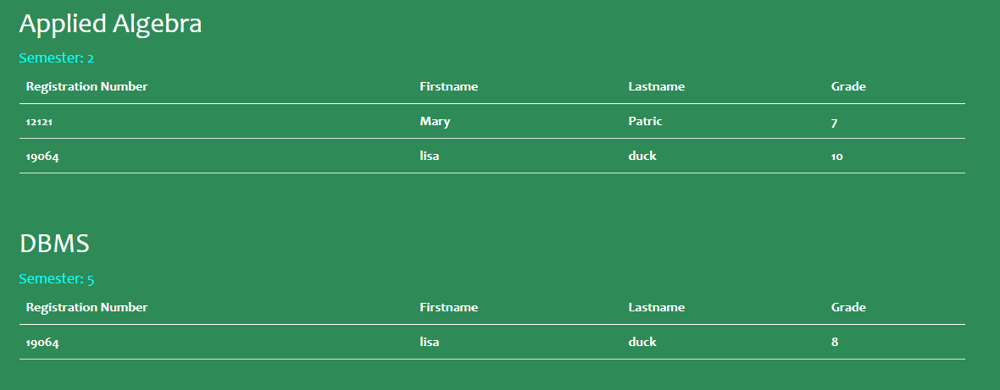 Applied Algebra
Semester: 2
Registration Number Firstname Lastname Grade
12121 Mary Patric 7
19064 lisa duck 10
DBMS
Semester: 5
Registration Number Firstname Lastname Grade
19064 lisa duck 8